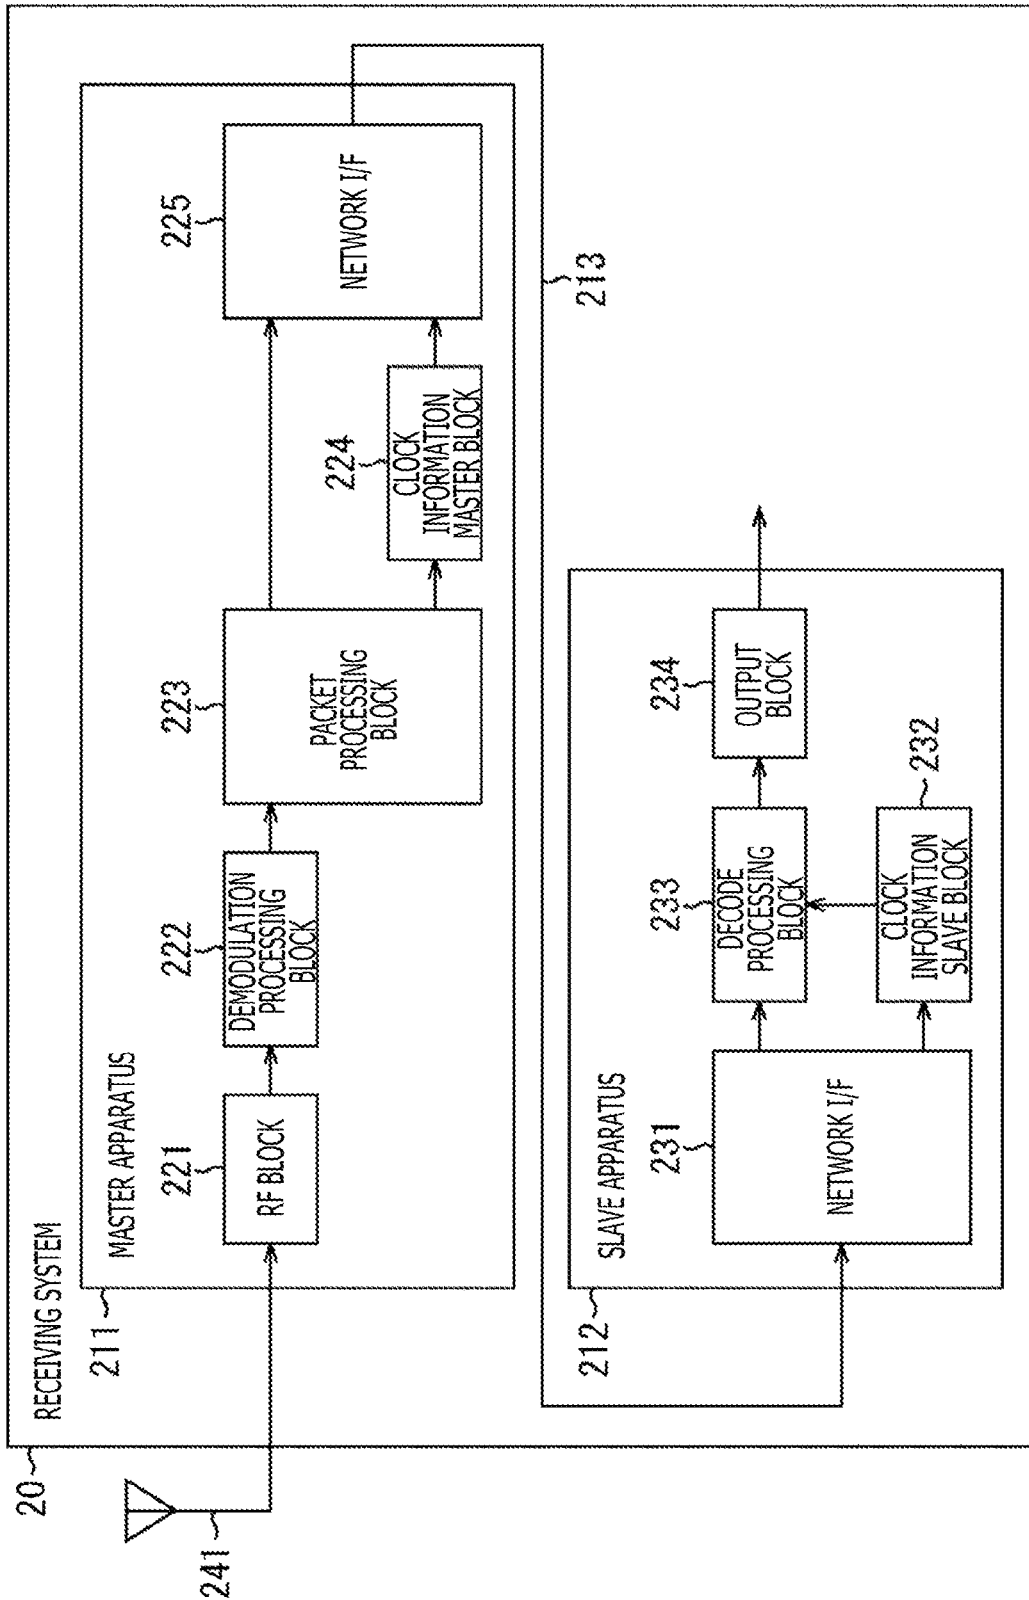 20
RECEIVING SYSTEM
211
MASTER APPARATUS
241
221
RF BLOCK
222
DEMODULATION
PROCESSING
BLOCK
223
PACKET
PROCESSING
BLOCK
224
CLOCK
INFORMATION
MASTER BLOCK
225
NETWORK I/F
213
212
SLAVE APPARATUS
231
NETWORK I/F
233
DECODE
PROCESSING
BLOCK
234
OUTPUT
BLOCK
232
CLOCK
INFORMATION
SLAVE BLOCK